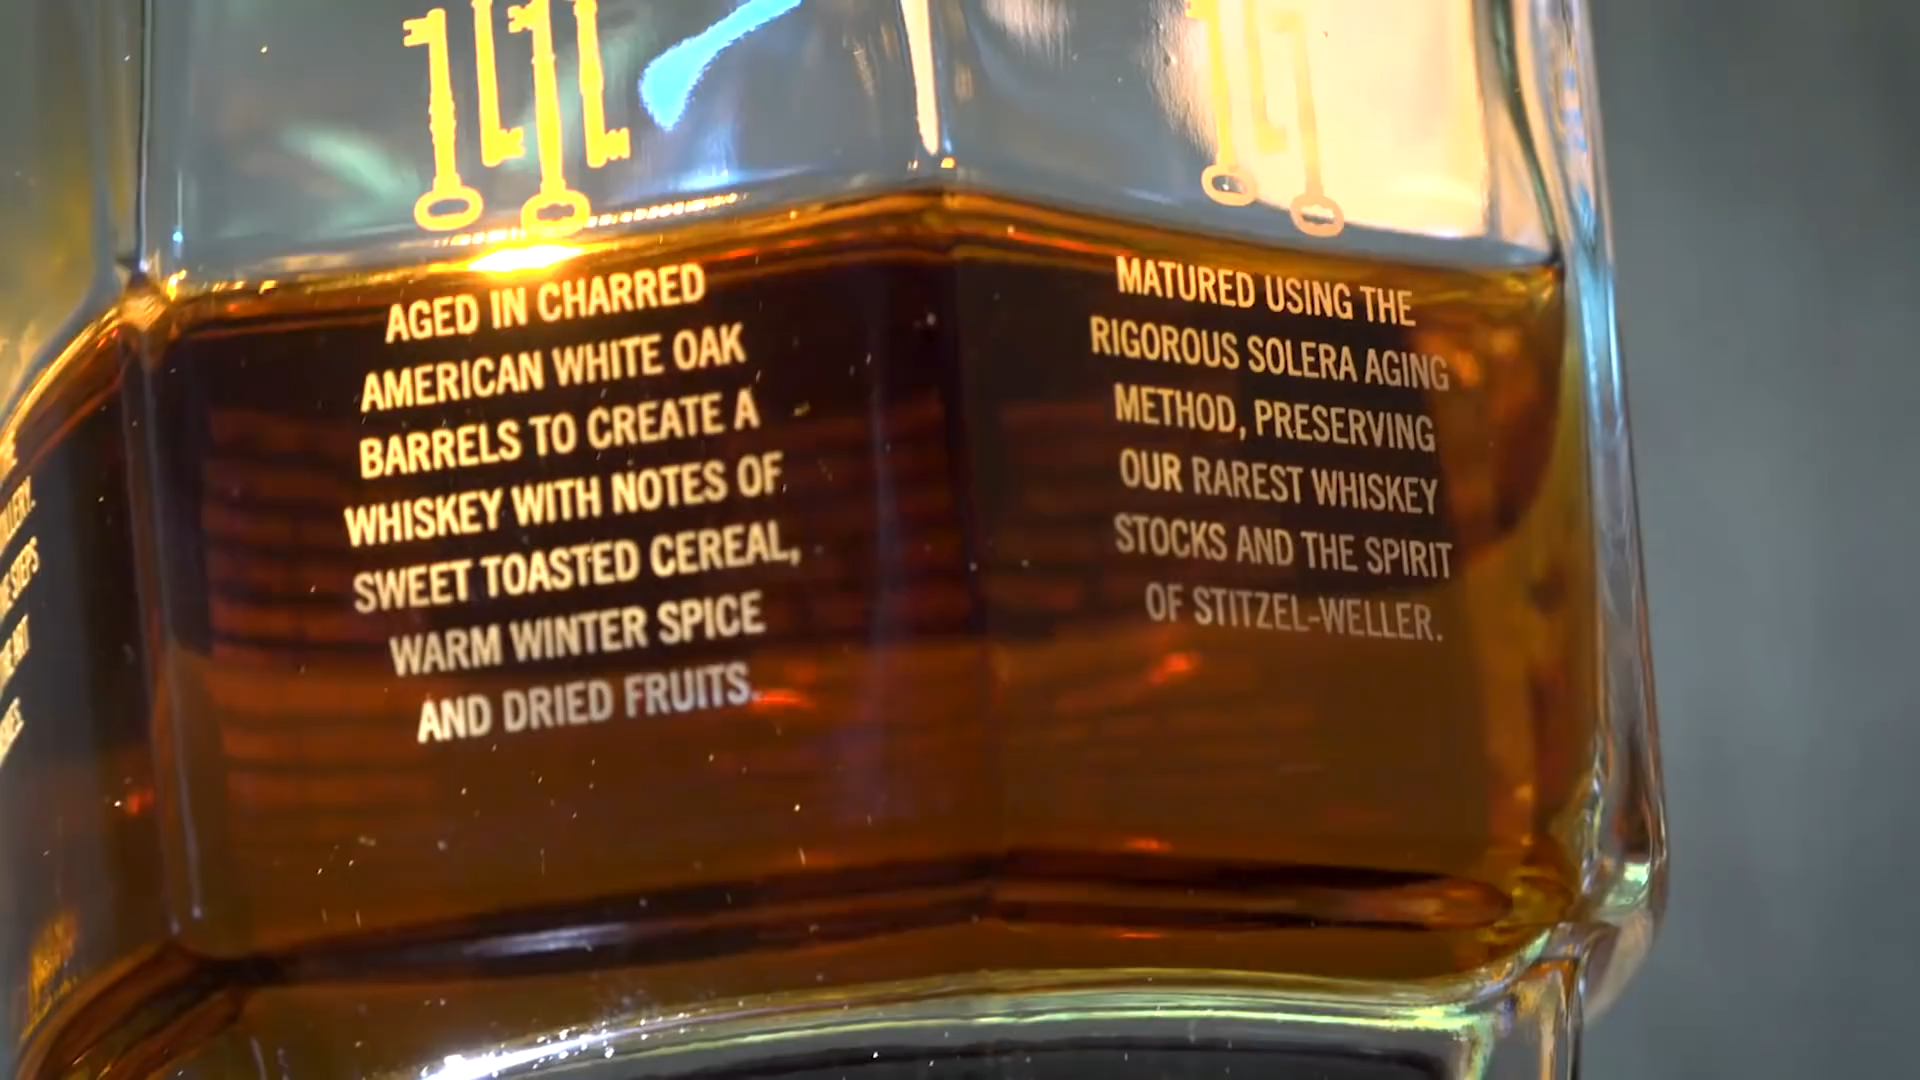 AGED IN CHARRED
AMERICAN WHITE OAK
BARRELS TO CREATE A
WHISKEY WITH NOTES OF
SWEET TOASTED CEREAL,
WARM WINTER SPICE
AND DRIED FRUITS.
MATURED USING THE
RIGOROUS SOLERA AGING
METHOD, PRESERVING
OUR RAREST WHISKEY
STOCKS AND THE SPIRIT
OF STITZEL-WELLER.